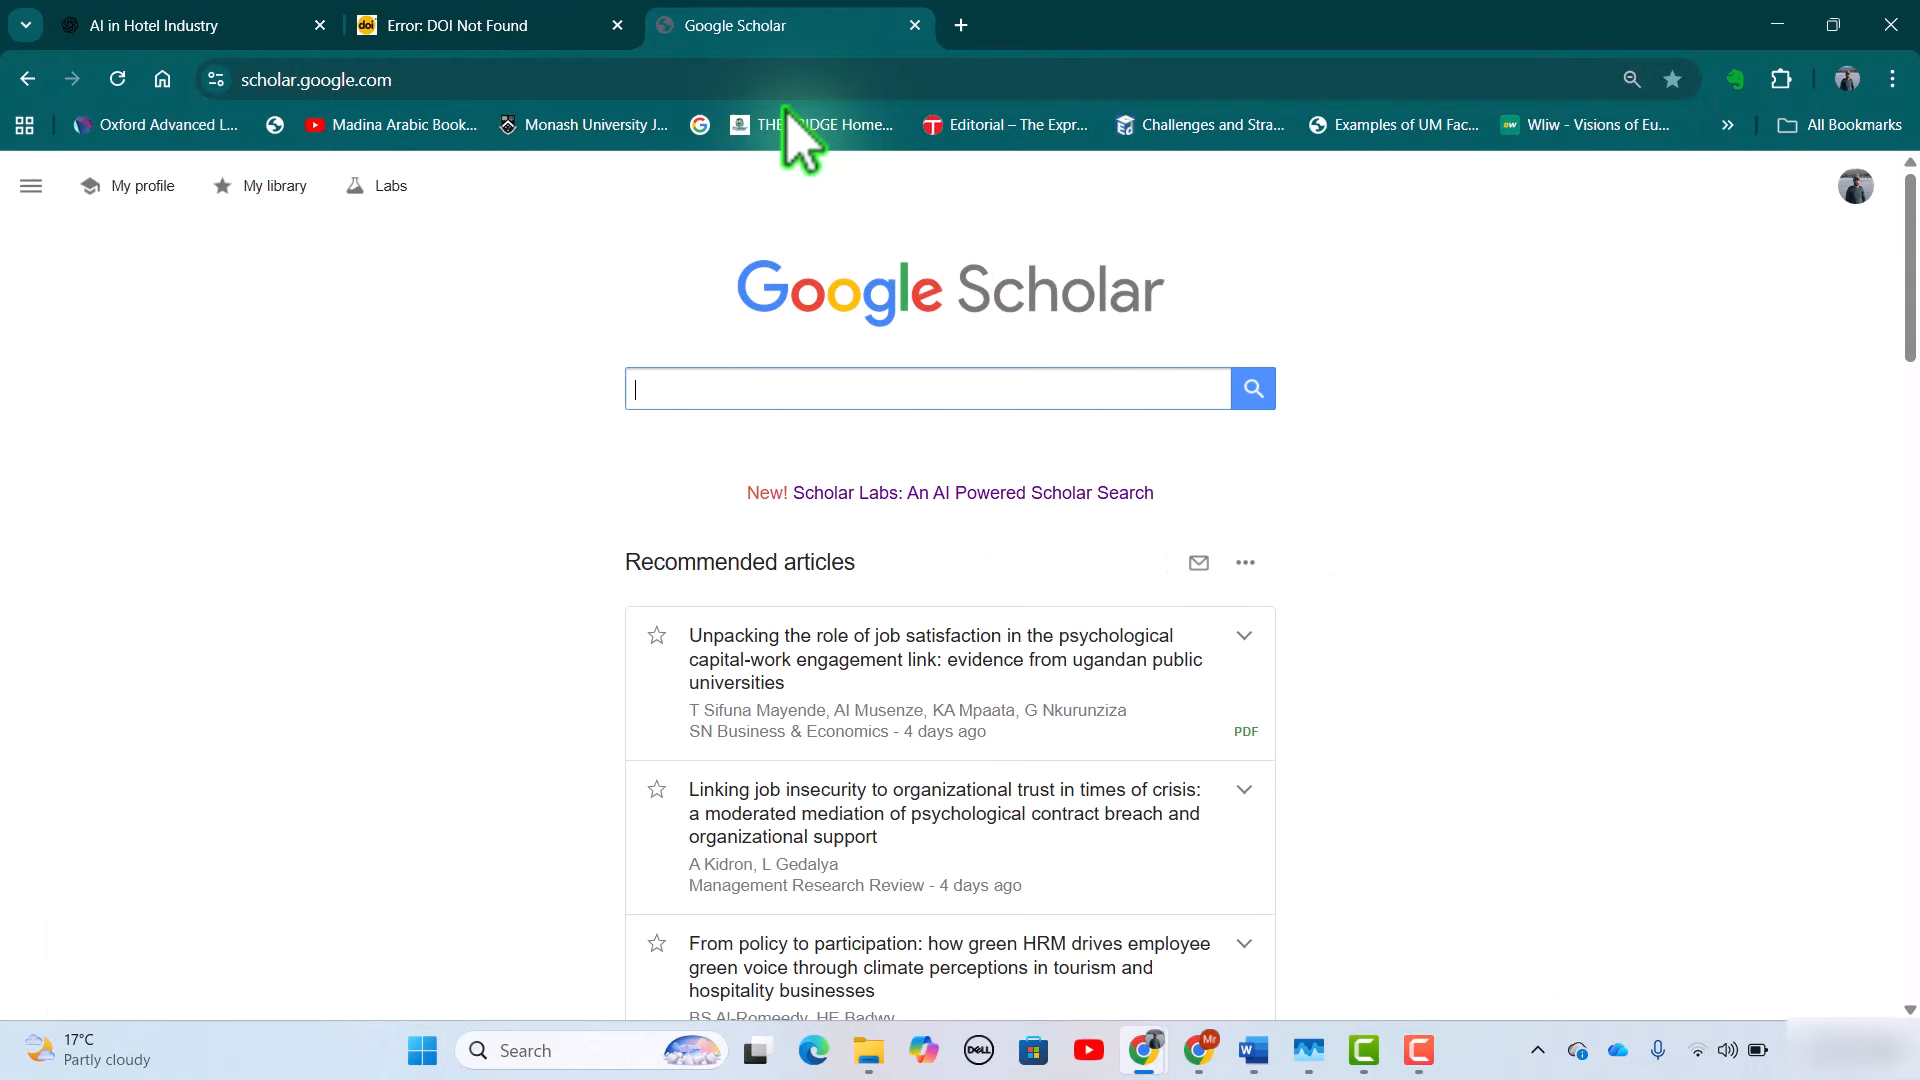 AI in Hotel Industry
Error: DOI Not Found
Google Scholar
scholar.google.com
Oxford Advanced L...
Madina Arabic Book...
Monash University J...
Home...
Editorial – The Expr...
Challenges and Stra...
Examples of UM Fac...
Wliw - Visions of Eu...
All Bookmarks
My profile
My library
Labs
Google Scholar
New! Scholar Labs: An AI Powered Scholar Search
Recommended articles
Unpacking the role of job satisfaction in the psychological
capital-work engagement link: evidence from ugandan public
universities
T Sifuna Mayende, AI Musenze, KA Mpaata, G Nkurunziza
SN Business & Economics - 4 days ago
PDF
Linking job insecurity to organizational trust in times of crisis:
a moderated mediation of psychological contract breach and
organizational support
A Kidron, L Gedalya
Management Research Review - 4 days ago
From policy to participation: how green HRM drives employee
green voice through climate perceptions in tourism and
hospitality businesses
BS Al-Romeedy, HE Badwy
17°C
Partly cloudy
Search
DELL
Mr